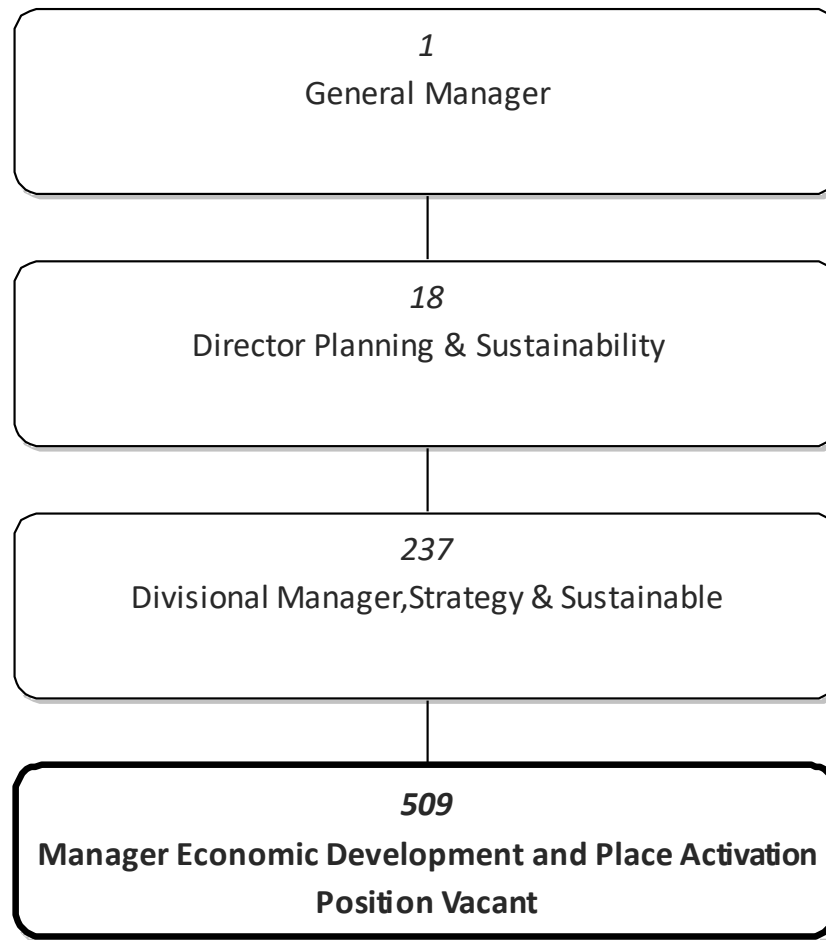 1
General Manager
18
Director Planning & Sustainability
237
Divisional Manager,Strategy & Sustainable
509
Manager Economic Development and Place Activation
Position Vacant